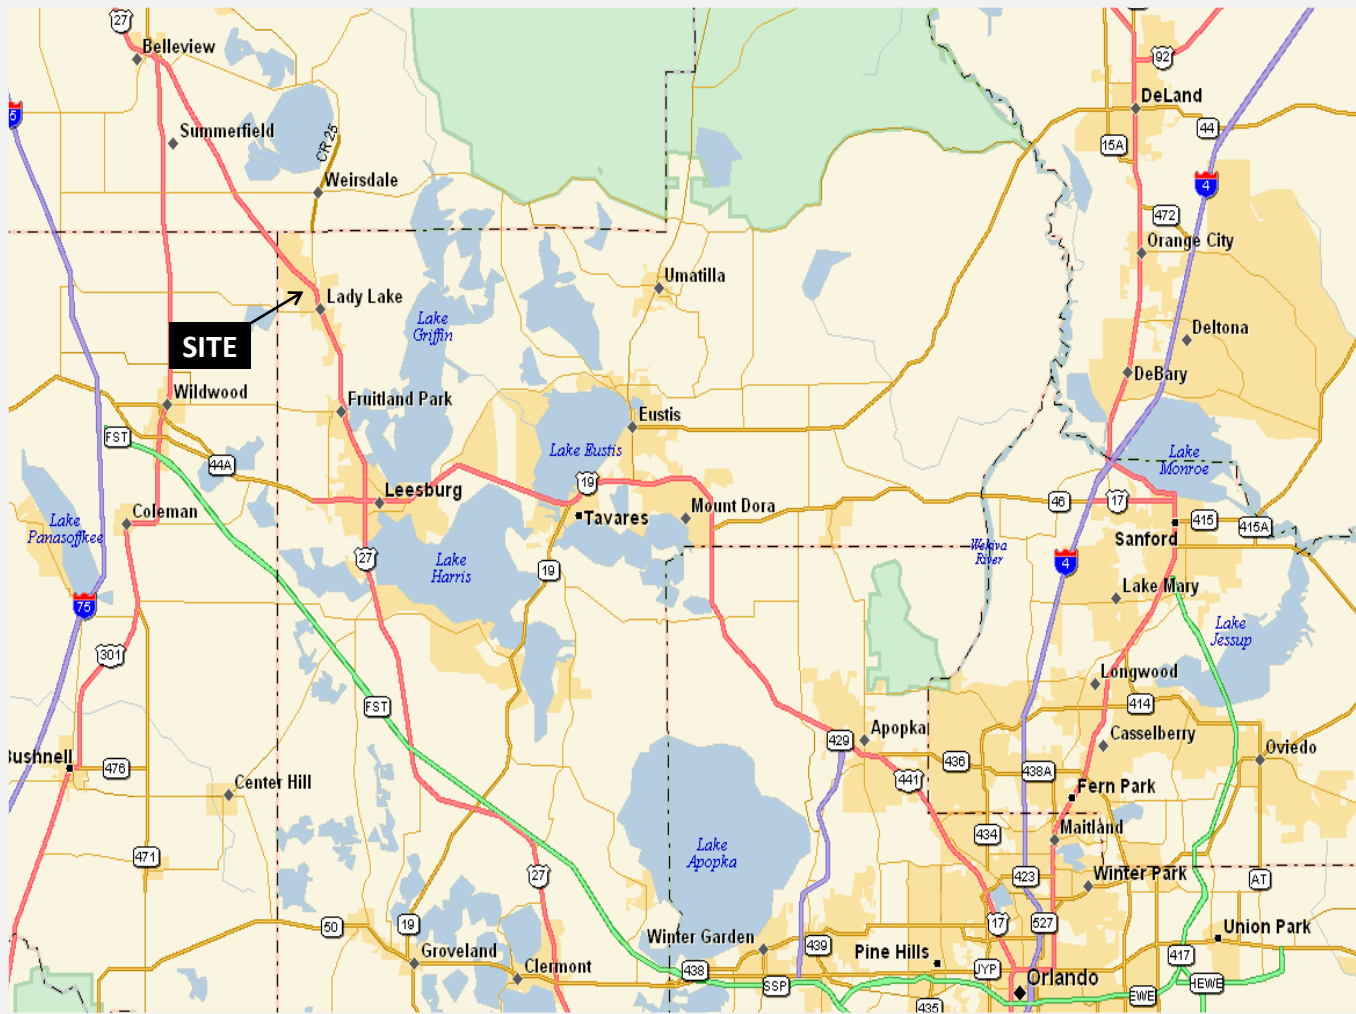 27
Belleview
92
DeLand
5
Summerfield
CR 25
44
15A
Weirsdale
4
472
Orange City
Umatilla
Lady Lake
Lake
Griffin
SITE
Deltona
DeBary
Wildwood
Fruitland Park
Eustis
FST
Lake Eustis
Lake
Monroe
44A
Leesburg
19
46
17
Coleman
Mount Dora
Tavares
415
415A
Lake
Panasoffkee
Sanford
Wekiva
River
27
Lake
Harris
19
4
Lake Mary
75
Lake
Jessup
301
Longwood
FST
414
Apopka
Casselberry
429
Oviedo
Bushnell
476
436
438A
441
Center Hill
Fern Park
434
Maitland
Lake
Apopka
471
27
423
Winter Park
AT
50
19
17
527
Union Park
Winter Garden
439
Pine Hills
Groveland
417
Clermont
438
JYP
Orlando
SSP
HEWE
EWE
435